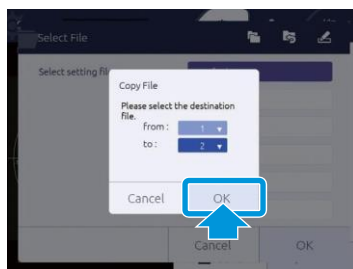 Select File
Select setting fil
Copy File
Please select the destination
file.
from : 1
to : 2
Cancel OK
Cancel OK